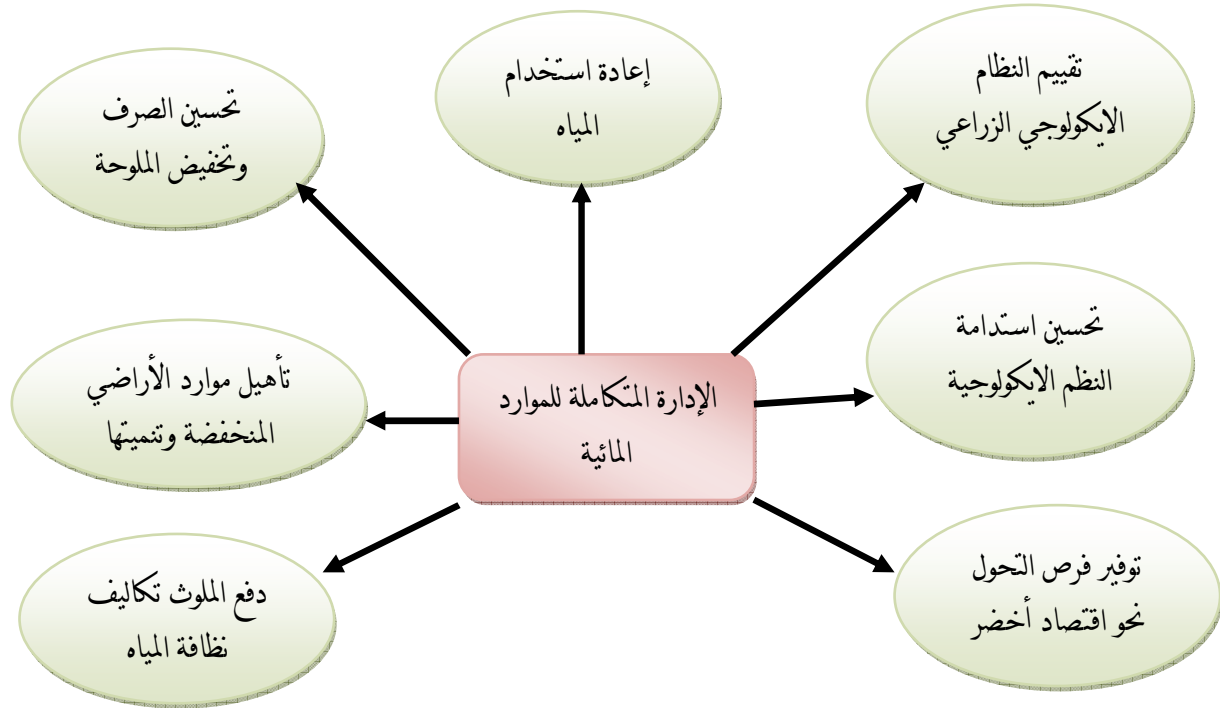 تقييم النظام
الايكولوجي الزراعي
إعادة استخدام
المياه
تحسين الصرف
وتخفيض الملوحة
تحسين استدامة
النظم الايكولوجية
الإدارة المتكاملة للموارد
المائية
تأهيل موارد الأراضي
المنخفضة وتنميتها
توفير فرص التحول
نحو اقتصاد أخضر
دفع الملوث تكاليف
نظافة المياه